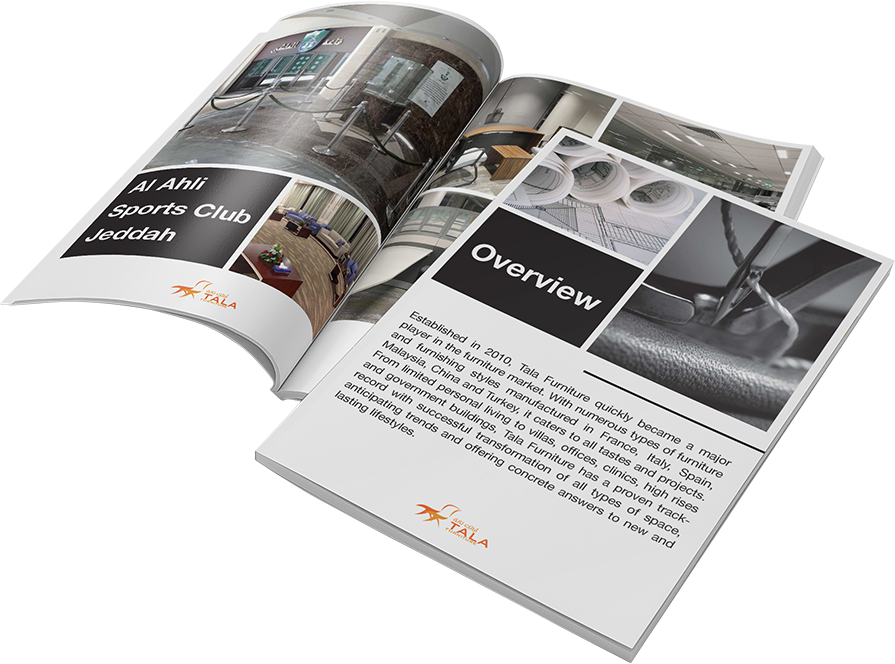 Al Ahli
Sports Club
Jeddah
TALA
Overview
Established in 2010, Tala Furniture quickly became a major
player in the furniture market. With numerous types of furniture
and furnishing styles manufactured in France, Italy, Spain,
Malaysia, China and Turkey, it caters to all tastes and projects.
From limited personal living to villas, offices, clinics, high rises
and government buildings, Tala Furniture has a proven track-
record with successful transformation of all types of space,
anticipating trends and offering concrete answers to new and
lasting lifestyles.
TALA
FURNITURE